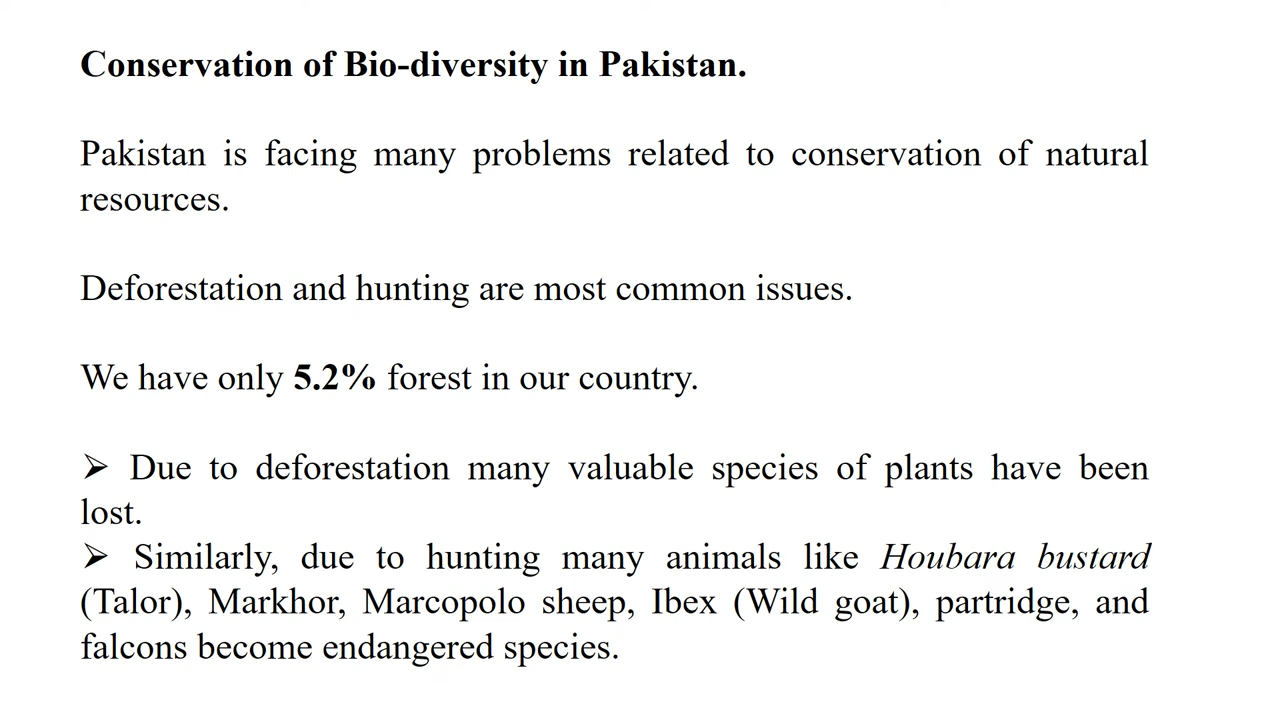 Conservation of Bio-diversity in Pakistan.
Pakistan is facing many problems related to conservation of natural
resources.
Deforestation and hunting are most common issues.
We have only 5.2% forest in our country.
➢ Due to deforestation many valuable species of plants have been
lost.
➢ Similarly, due to hunting many animals like Houbara bustard
(Talor), Markhor, Marcopolo sheep, Ibex (Wild goat), partridge, and
falcons become endangered species.